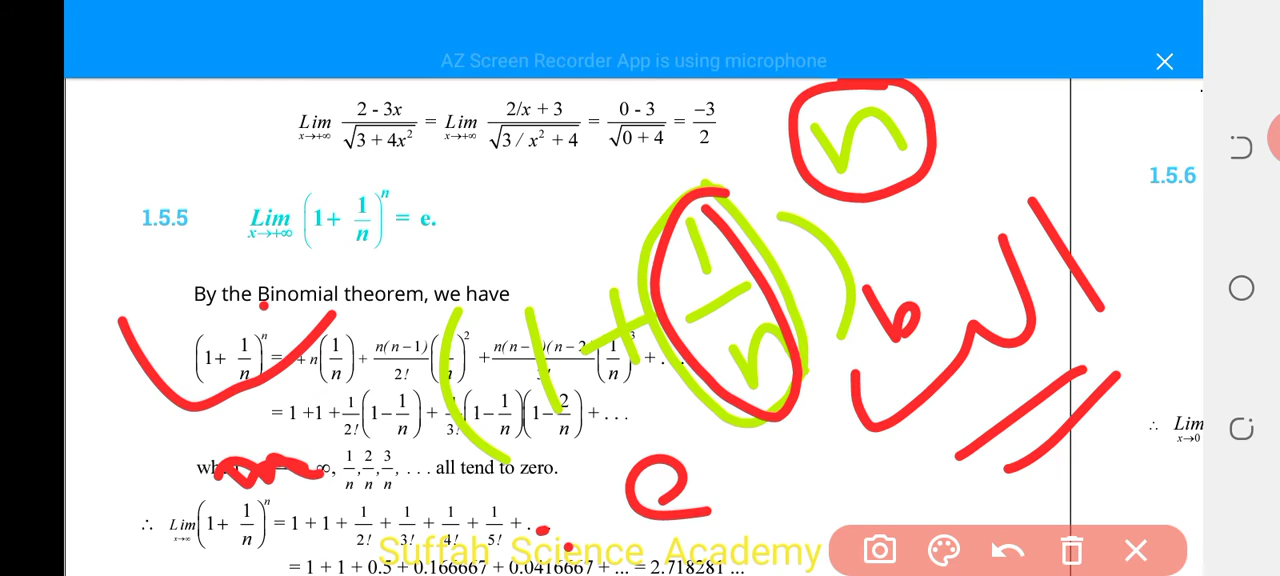 AZ Screen Recorder App is using microphone
Lim x→+∞ 2 - 3x / √3 + 4x² = Lim x→+∞ 2/x + 3 / √3 / x² + 4 = 0 - 3 / √0 + 4 = −3 / 2
n
1.5.6
1.5.5 Lim x→+∞ (1+ 1/n)ⁿ = e.
(1 + 1/n)
By the Binomial theorem, we have
(1+ 1/n)ⁿ = + n(1/n) + n(n−1)/2! ( /n)² + n(n− )(n−2 / 3! (1/n)³ + . . .
= 1 +1 + 1/2! (1− 1/n) + /3! (1− 1/n)(1− 2/n) + . . .
∴ Lim x→0
∞, 1/n, 2/n, 3/n, . . . all tend to zero.
e
∴ Lim x→∞ (1+ 1/n)ⁿ = 1 + 1 + 1/2! + 1/3! + 1/4! + 1/5! + .
Suffah Science Academy
= 1 + 1 + 0.5 + 0.166667 + 0.0416667 + ... = 2.718281 ...